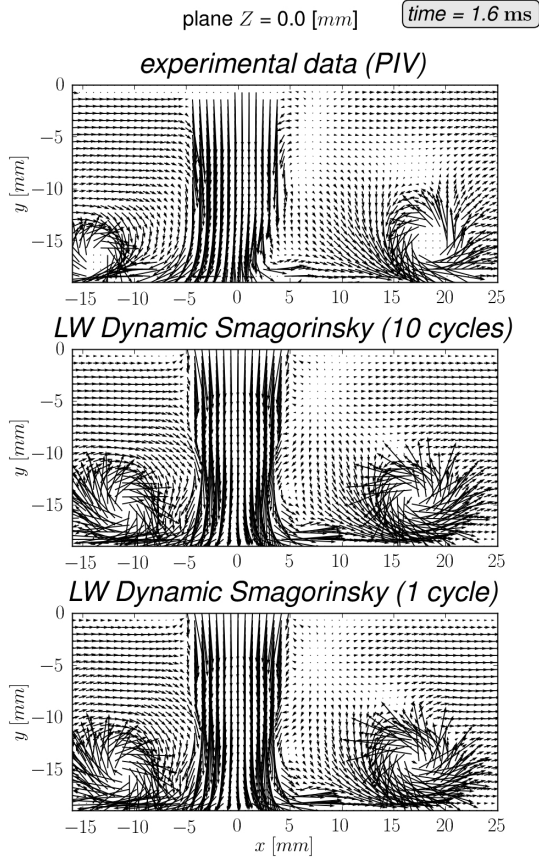 plane Z = 0.0 [mm]
time = 1.6 ms
experimental data (PIV)
0
−5
−10
−15
y [mm]
−15 −10 −5 0 5 10 15 20 25
LW Dynamic Smagorinsky (10 cycles)
0
−5
−10
−15
y [mm]
−15 −10 −5 0 5 10 15 20 25
LW Dynamic Smagorinsky (1 cycle)
0
−5
−10
−15
y [mm]
−15 −10 −5 0 5 10 15 20 25
x [mm]